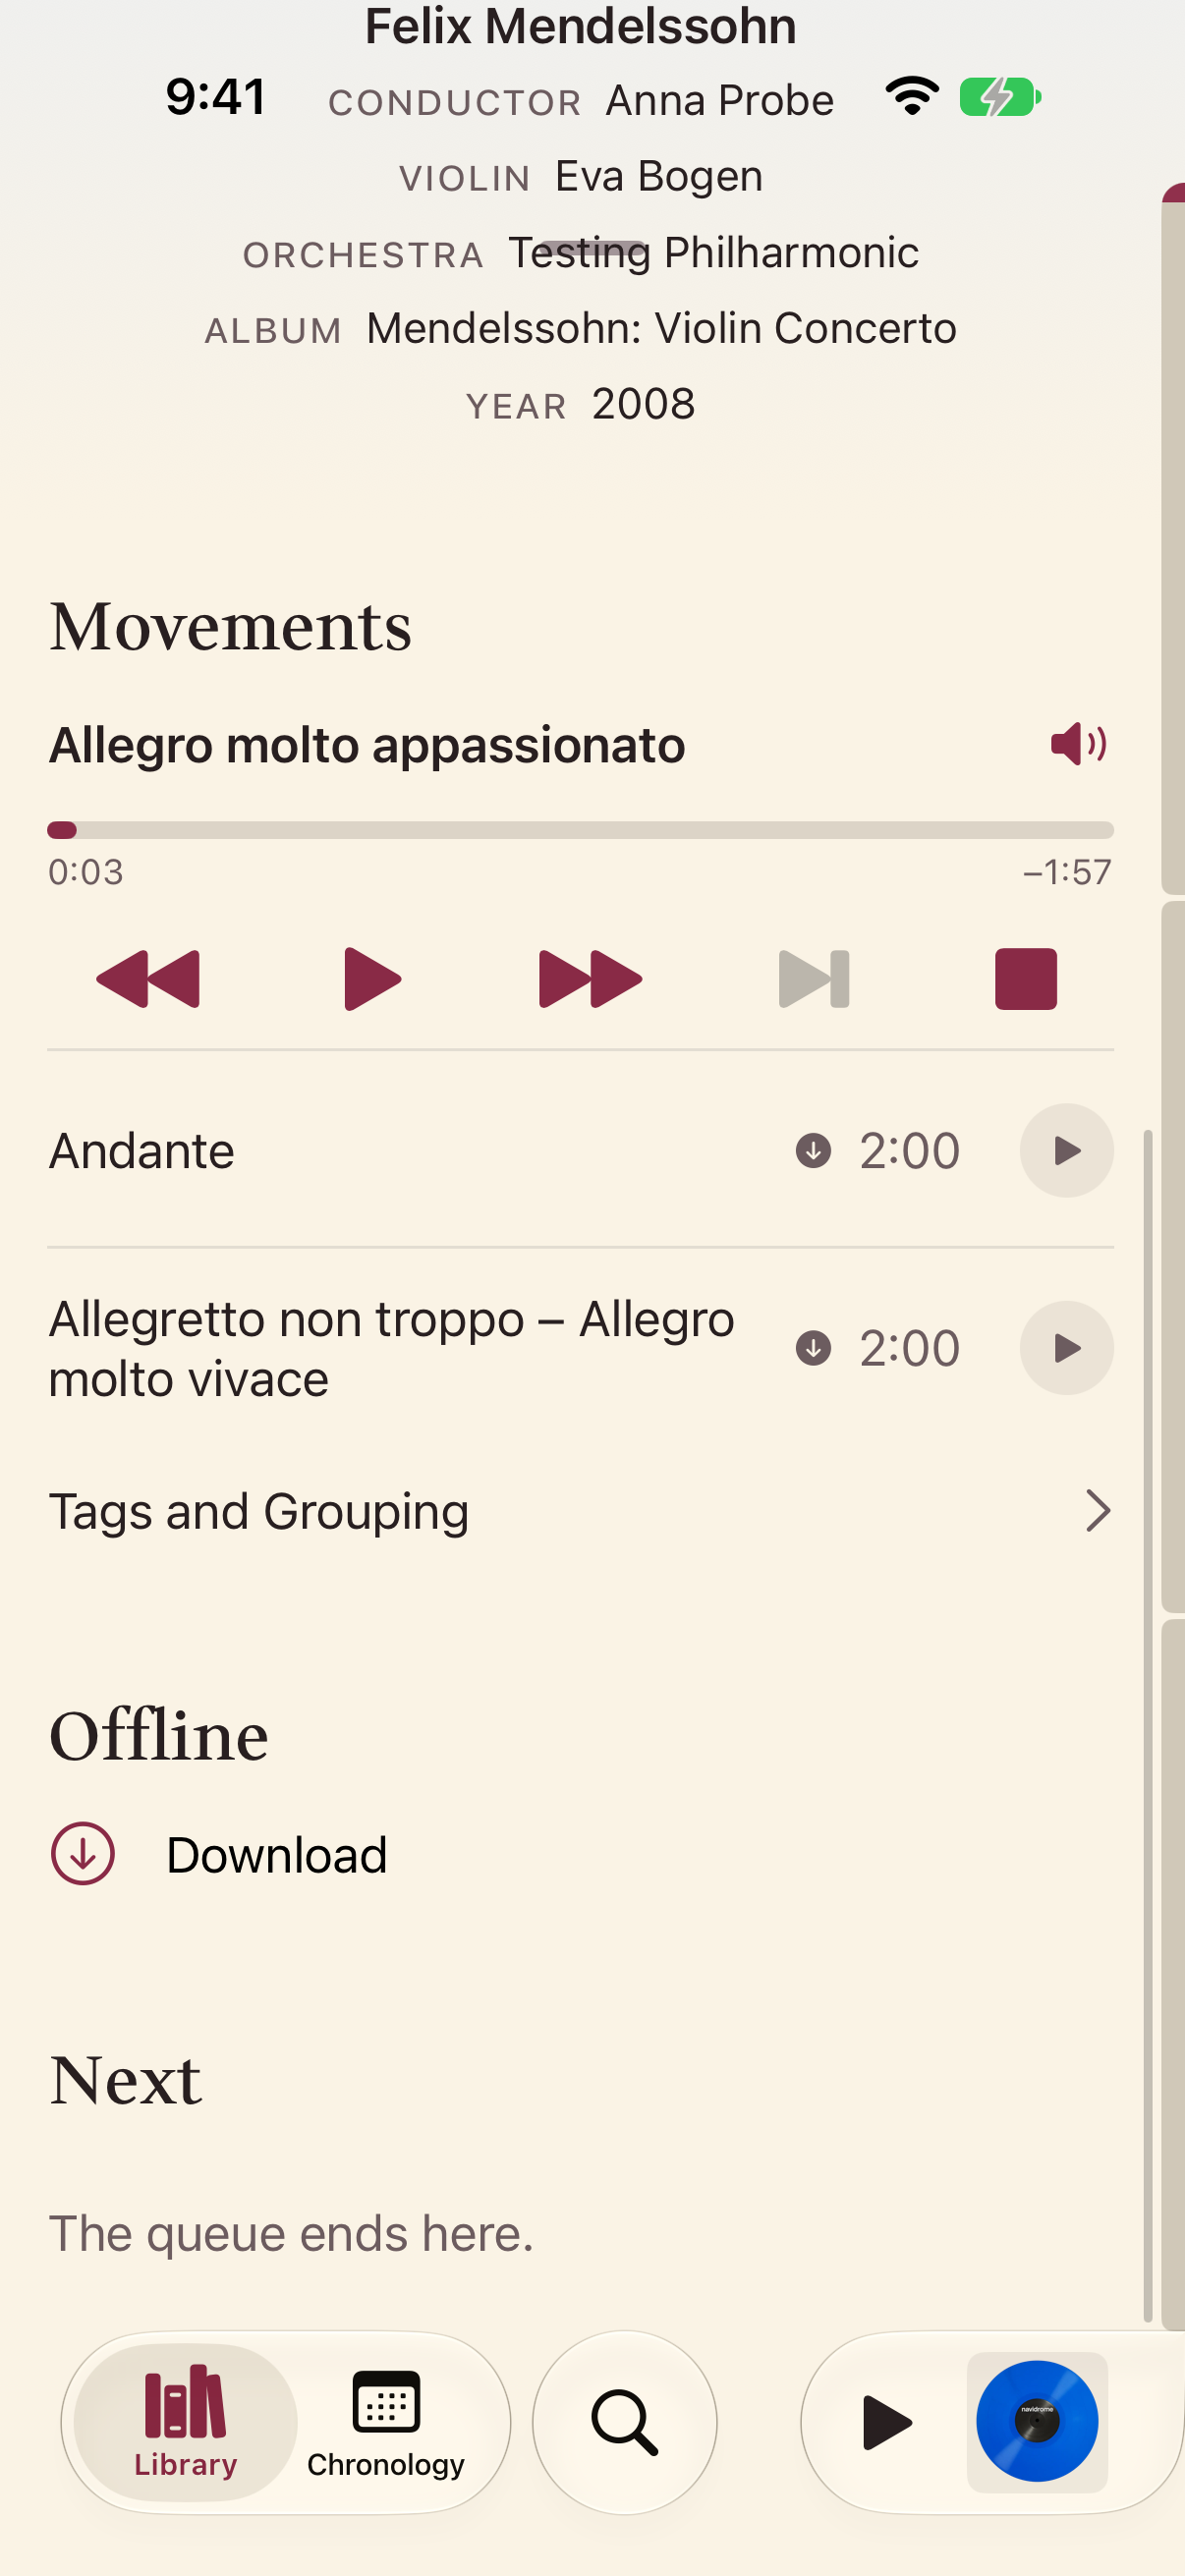 Felix Mendelssohn
9:41
CONDUCTOR Anna Probe
VIOLIN Eva Bogen
ORCHESTRA Testing Philharmonic
ALBUM Mendelssohn: Violin Concerto
YEAR 2008
Movements
Allegro molto appassionato
0:03
–1:57
Andante
2:00
Allegretto non troppo – Allegro
molto vivace
2:00
Tags and Grouping
Offline
Download
Next
The queue ends here.
Library
Chronology
navidrome